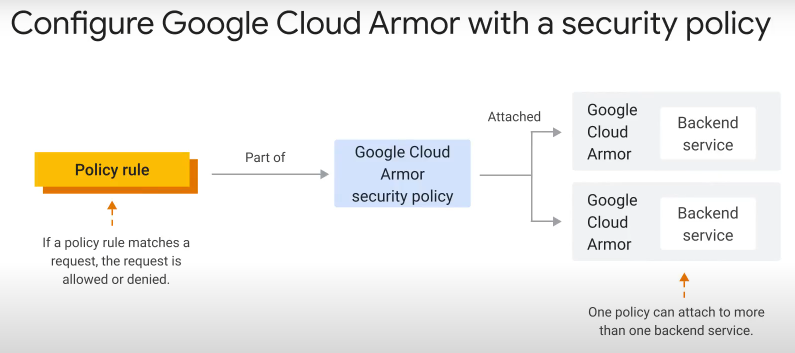 Configure Google Cloud Armor with a security policy
Policy rule
If a policy rule matches a
request, the request is
allowed or denied.
Part of
Google Cloud
Armor
security policy
Attached
Google
Cloud
Armor
Backend
service
Google
Cloud
Armor
Backend
service
One policy can attach to more
than one backend service.